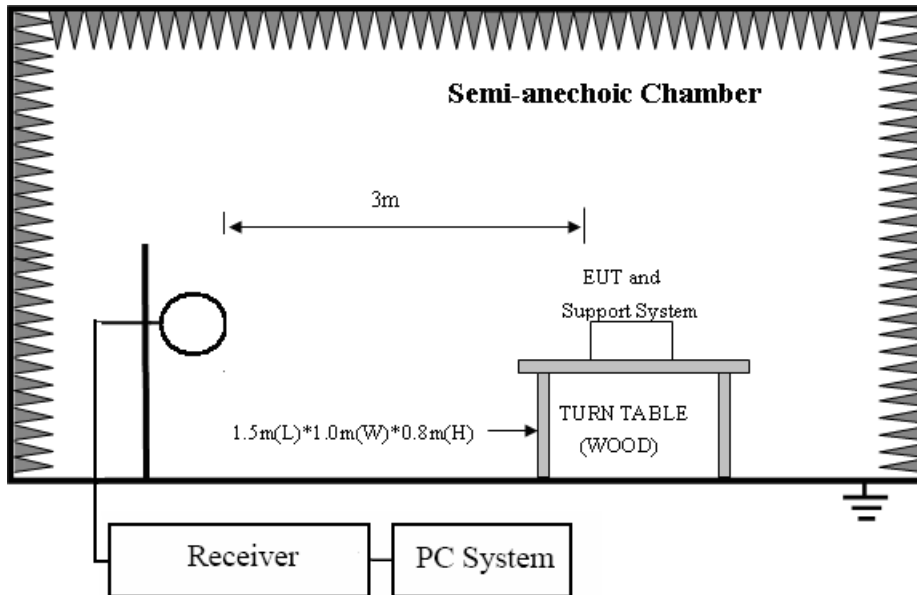 Semi-anechoic Chamber
3m
EUT and
Support System
1.5m(L)*1.0m(W)*0.8m(H)
TURN TABLE
(WOOD)
Receiver
PC System